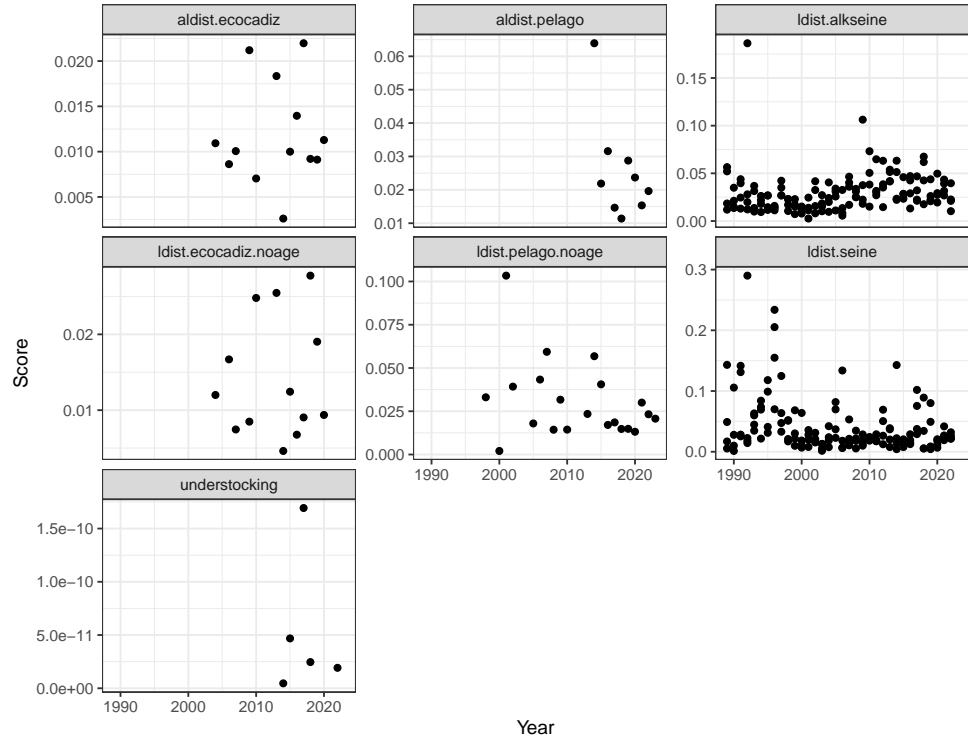 aldist.ecocadiz
aldist.pelago
ldist.alkseine
0.020
0.015
0.010
0.005
0.06
0.05
0.04
0.03
0.02
0.01
0.15
0.10
0.05
0.00
ldist.ecocadiz.noage
ldist.pelago.noage
ldist.seine
0.02
0.01
0.100
0.075
0.050
0.025
0.000
0.3
0.2
0.1
0.0
1990 2000 2010 2020
1990 2000 2010 2020
understocking
1.5e−10
1.0e−10
5.0e−11
0.0e+00
1990 2000 2010 2020
Score
Year